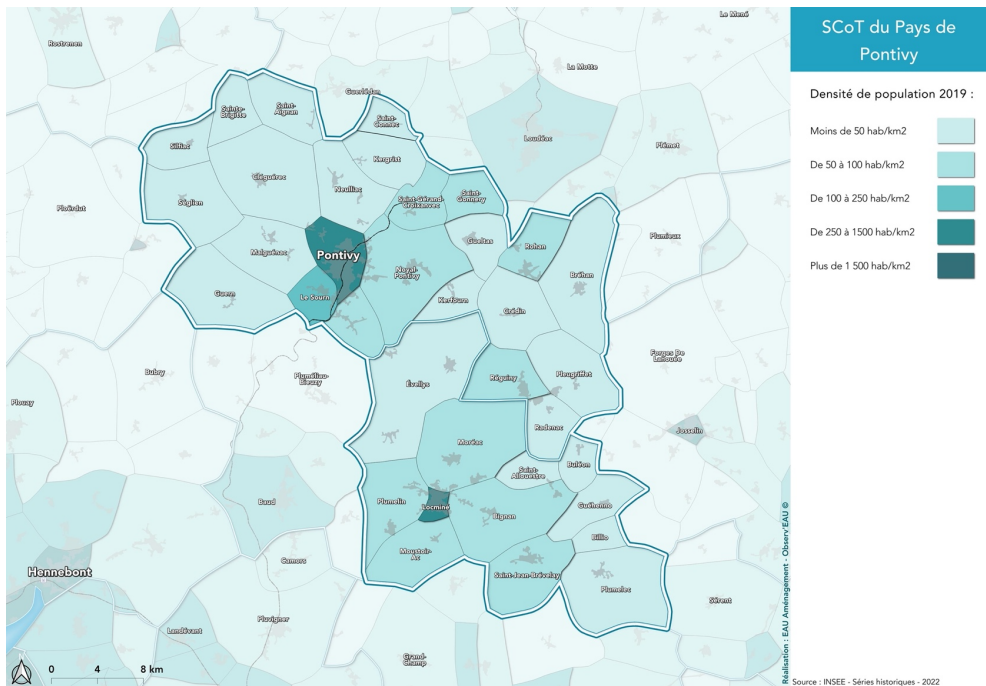 SCoT du Pays de
Pontivy
Densité de population 2019 :
Moins de 50 hab/km2
De 50 à 100 hab/km2
De 100 à 250 hab/km2
De 250 à 1500 hab/km2
Plus de 1 500 hab/km2
Le Mené
Rostrenen
La Motte
Guerlédan
Sainte-
Brigitte
Saint-
Aignan
Saint-
Connec
Loudéac
Plémet
Silfiac
Kergrist
Cléguérec
Neulliac
Saint-Gérand-
Croixanvec
Saint-
Gonnery
Séglien
Ploërdut
Gueltas
Rohan
Plumieux
Malguénac
Pontivy
Noyal-
Pontivy
Bréhan
Guern
Le Sourn
Kerfourn
Crédin
Forges De
Lanouée
Bubry
Pluméliau-
Bieuzy
Évellys
Réguiny
Pleugriffet
Plouay
Radenac
Josselin
Moréac
Saint-
Allouestre
Buléon
Baud
Plumelin
Locminé
Bignan
Guéhenno
Billio
Moustoir-
Ac
Camors
Saint-Jean-Brévelay
Plumelec
Hennebont
Sérent
Landévant
Pluvigner
Grand-
Champ
N
0 4 8 km
Réalisation : EAU Aménagement - Observ'EAU ©
Source : INSEE - Séries historiques - 2022